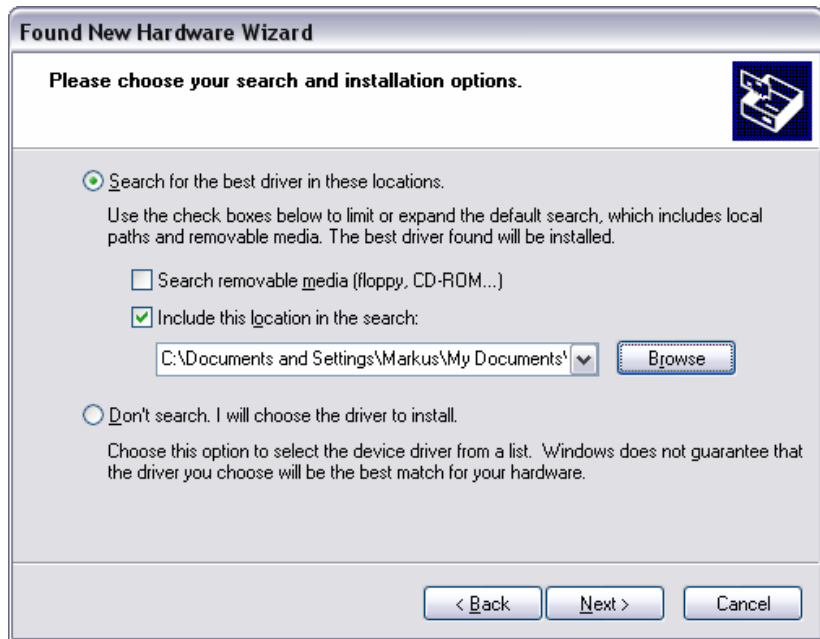 Found New Hardware Wizard
Please choose your search and installation options.
Search for the best driver in these locations.
Use the check boxes below to limit or expand the default search, which includes local
paths and removable media. The best driver found will be installed.
Search removable media (floppy, CD-ROM...)
Include this location in the search:
C:\Documents and Settings\Markus\My Documents\
Browse
Don't search. I will choose the driver to install.
Choose this option to select the device driver from a list. Windows does not guarantee that
the driver you choose will be the best match for your hardware.
< Back
Next >
Cancel